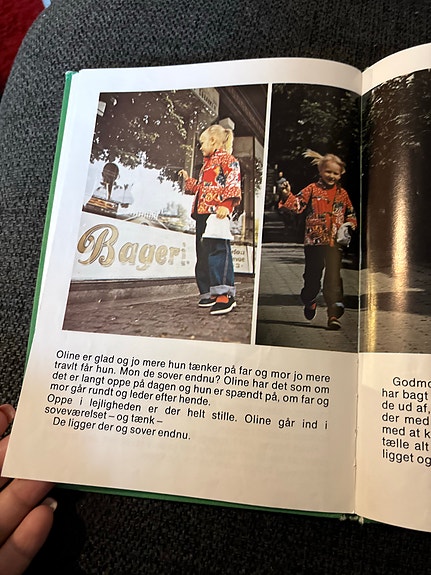 Bageri
Oline er glad og jo mere hun tænker på far og mor jo mere
travlt får hun. Mon de sover endnu? Oline har det som om
det er langt oppe på dagen og hun er spændt på, om far og
mor går rundt og leder efter hende.
Oppe i lejligheden er der helt stille. Oline går ind i
soveværelset – og tænk –
De ligger der og sover endnu.
Godmo
har bagt
de ud af,
der med
med at k
tælle alt
ligget og